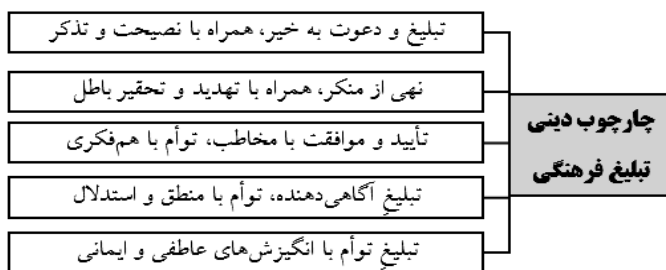 تبلیغ و دعوت به خیر، همراه با نصیحت و تذکر
نهی از منکر، همراه با تهدید و تحقیر باطل
تأیید و موافقت با مخاطب، توأم با هم‌فکری
تبلیغِ آگاهی‌دهنده، توأم با منطق و استدلال
تبلیغِ توأم با انگیزش‌های عاطفی و ایمانی
چارچوب دینی
تبلیغ فرهنگی